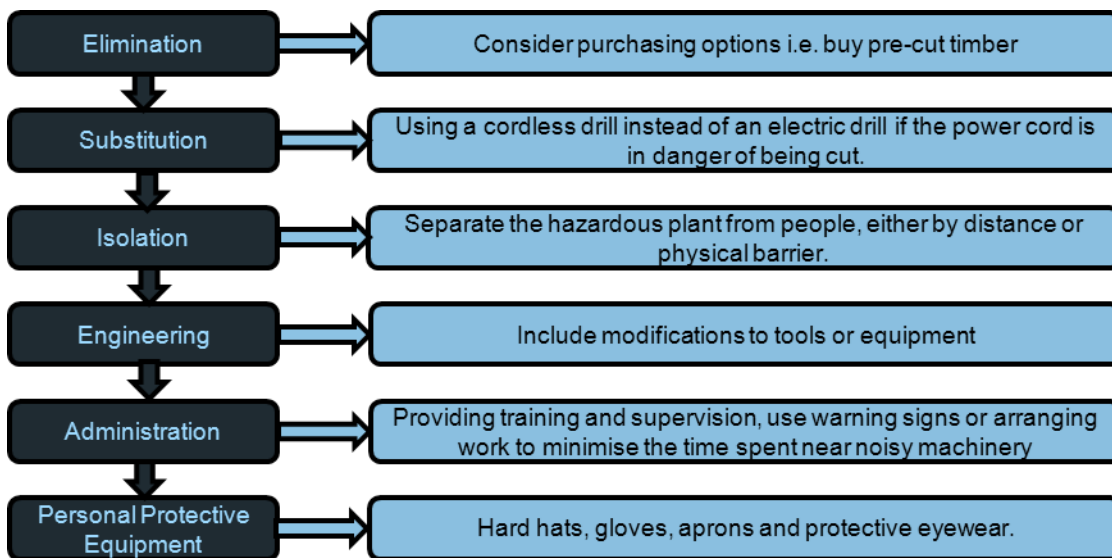 Elimination
Consider purchasing options i.e. buy pre-cut timber
Substitution
Using a cordless drill instead of an electric drill if the power cord is
in danger of being cut.
Isolation
Separate the hazardous plant from people, either by distance or
physical barrier.
Engineering
Include modifications to tools or equipment
Administration
Providing training and supervision, use warning signs or arranging
work to minimise the time spent near noisy machinery
Personal Protective
Equipment
Hard hats, gloves, aprons and protective eyewear.